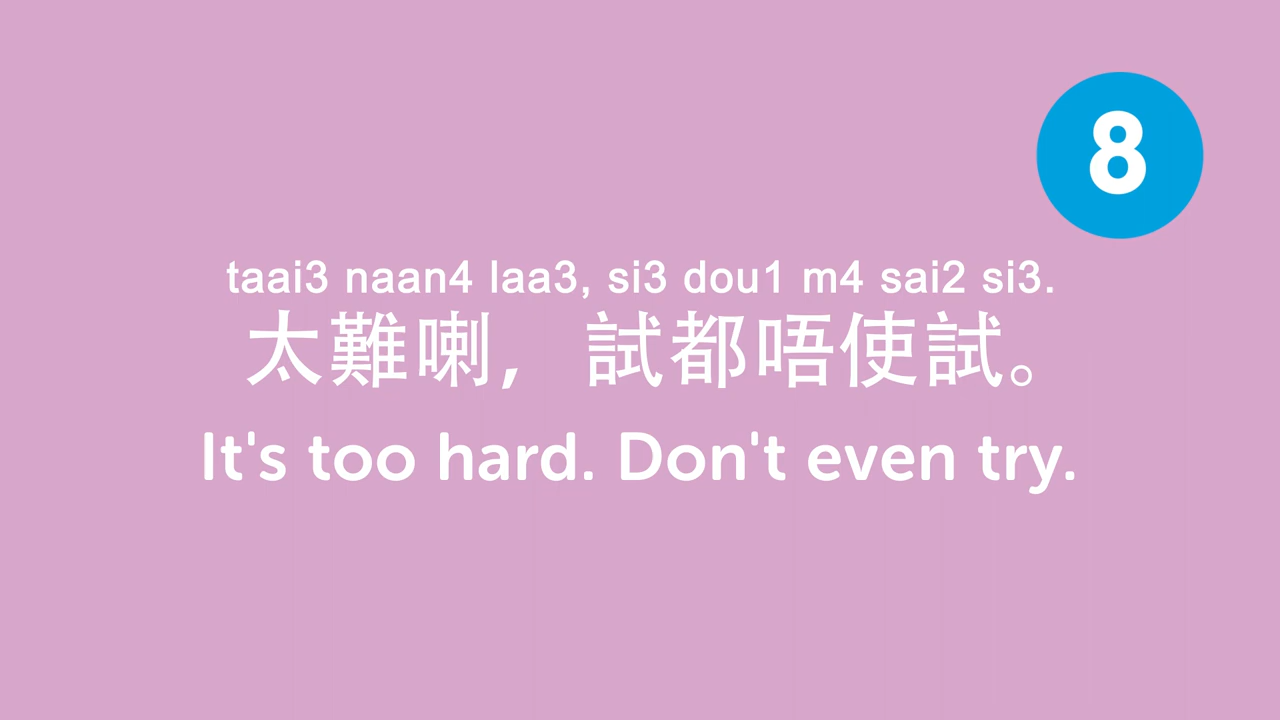 8
taai3 naan4 laa3, si3 dou1 m4 sai2 si3.
太難喇，試都唔使試。
It's too hard. Don't even try.